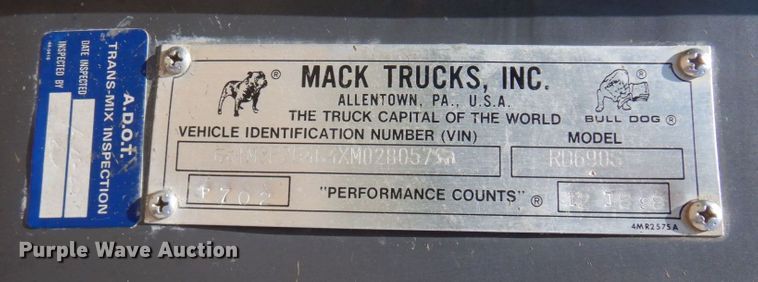 A.D.O.T.
TRANS-MIX INSPECTION
DATE INSPECTED
INSPECTED BY
® MACK TRUCKS, INC. ®
ALLENTOWN, PA., U.S.A.
THE TRUCK CAPITAL OF THE WORLD BULL DOG ®
VEHICLE IDENTIFICATION NUMBER (VIN) MODEL
RD690S
"PERFORMANCE COUNTS" ®
4MR2575A
Purple Wave Auction